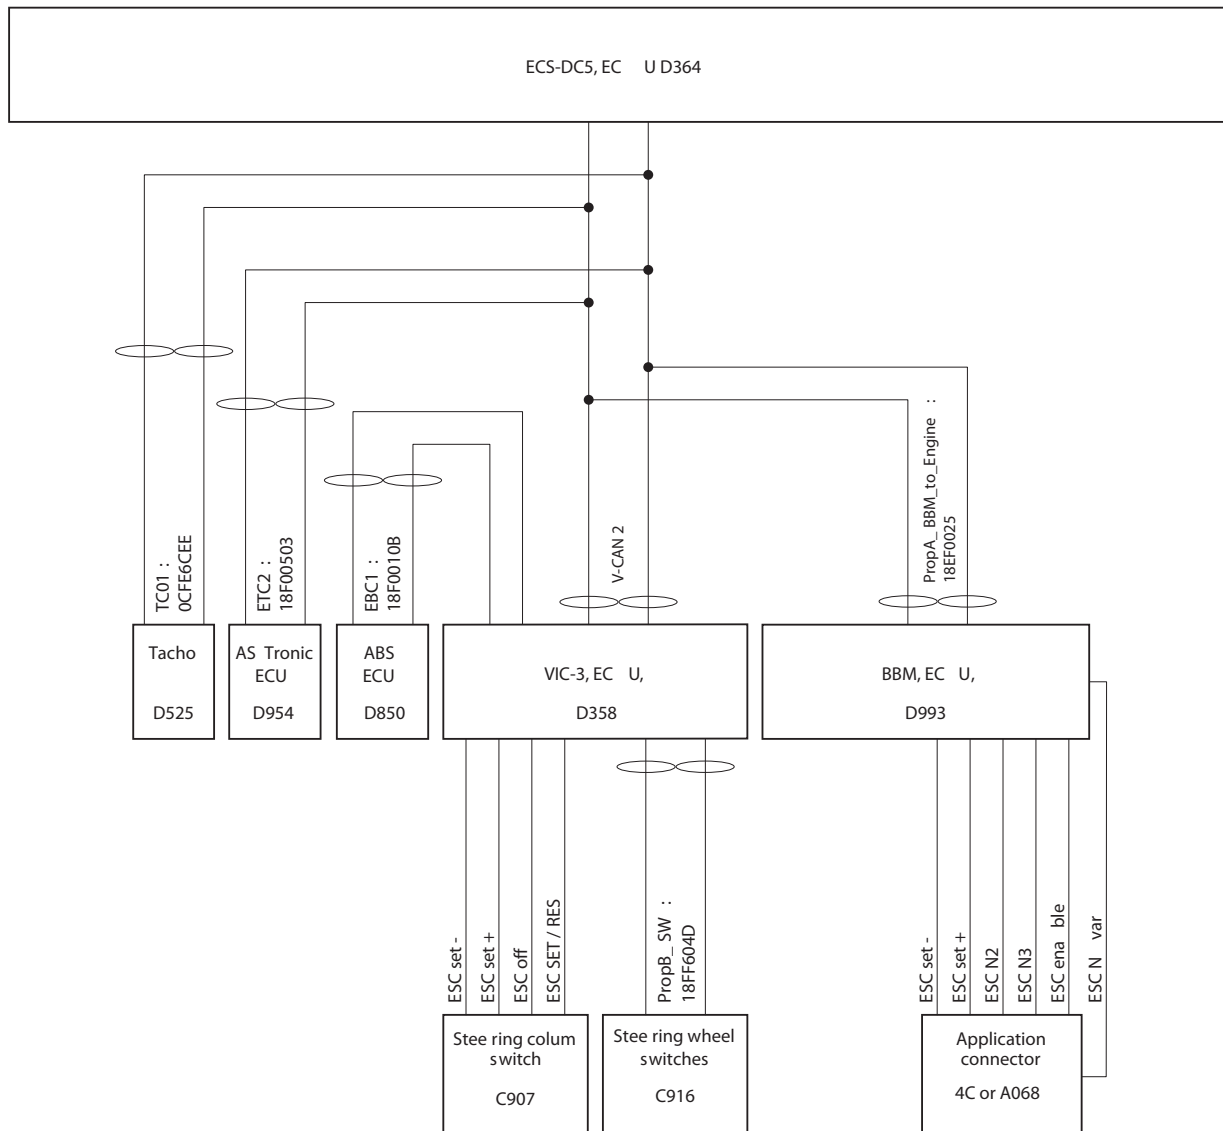 ECS-DC5, EC U D364
TC01 :
0CFE6CEE
ETC2 :
18F00503
EBC1 :
18F0010B
V-CAN 2
PropA_ BBM_to_Engine :
18EF0025
Tacho
D525
AS Tronic
ECU
D954
ABS
ECU
D850
VIC-3, EC U,
D358
BBM, EC U,
D993
ESC set -
ESC set +
ESC off
ESC SET / RES
PropB_ SW :
18FF604D
ESC set -
ESC set +
ESC N2
ESC N3
ESC ena ble
ESC N var
Stee ring colum
switch
C907
Stee ring wheel
switches
C916
Application
connector
4C or A068